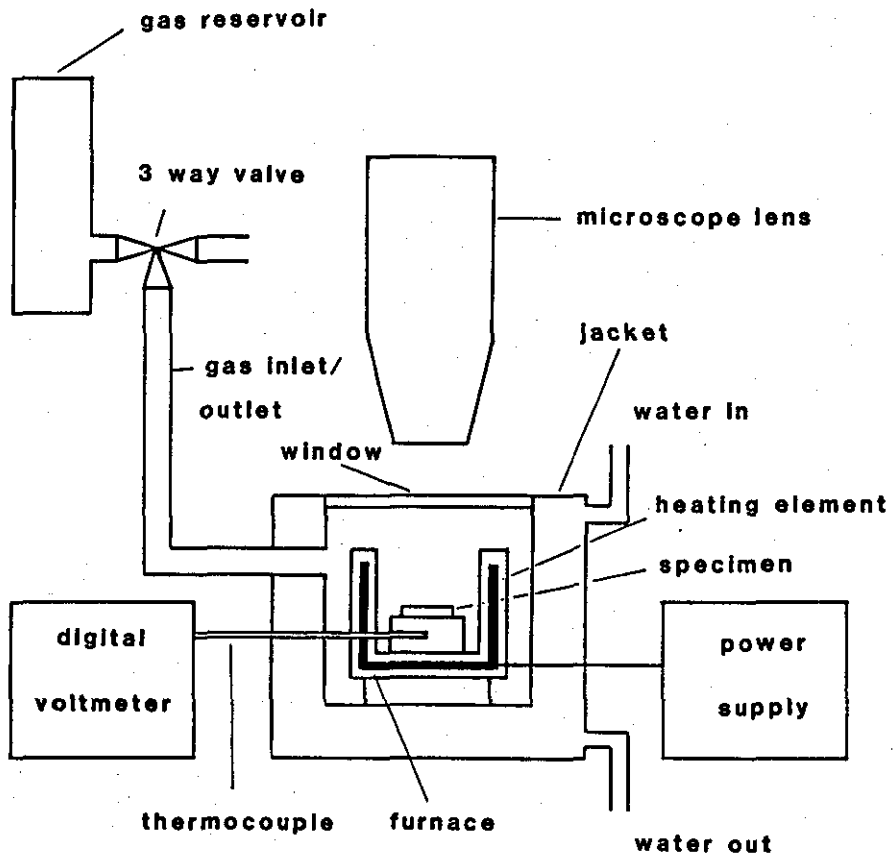 gas reservoir
3 way valve
microscope lens
gas inlet/
outlet
jacket
water in
window
heating element
specimen
digital
voltmeter
power
supply
thermocouple
furnace
water out